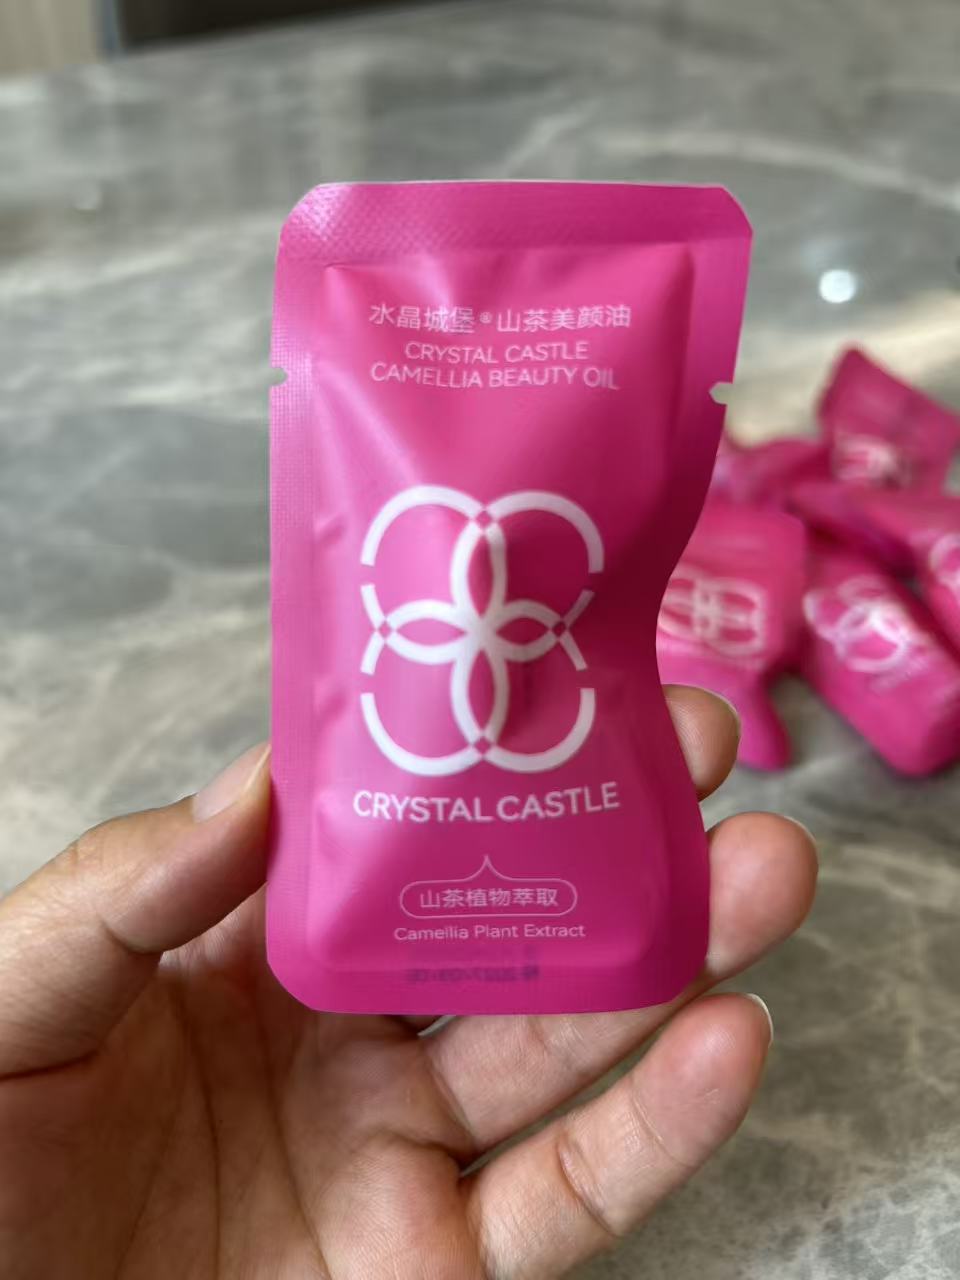 水晶城堡®山茶美颜油
CRYSTAL CASTLE
CAMELLIA BEAUTY OIL
CRYSTAL CASTLE
山茶植物萃取
Camellia Plant Extract